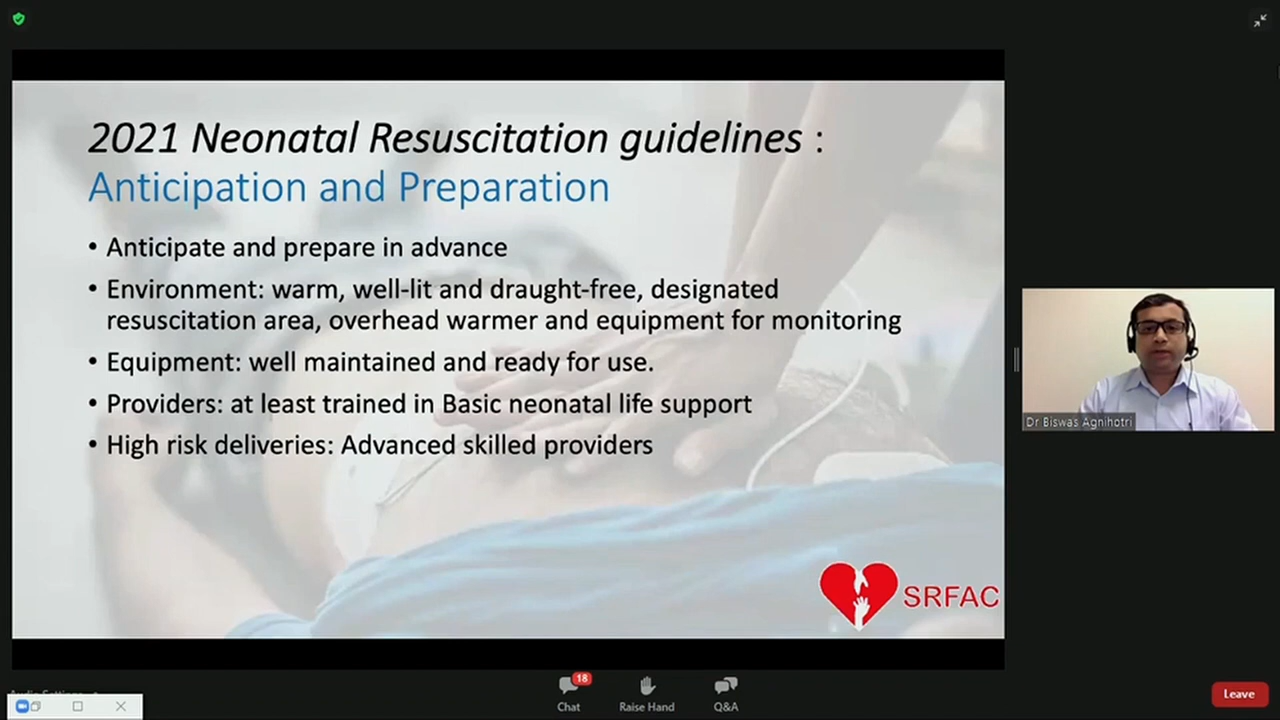 2021 Neonatal Resuscitation guidelines :
Anticipation and Preparation
• Anticipate and prepare in advance
• Environment: warm, well-lit and draught-free, designated
resuscitation area, overhead warmer and equipment for monitoring
• Equipment: well maintained and ready for use.
• Providers: at least trained in Basic neonatal life support
• High risk deliveries: Advanced skilled providers
SRFAC
Dr Biswas Agnihotri
18
Chat
Raise Hand
Q&A
Leave